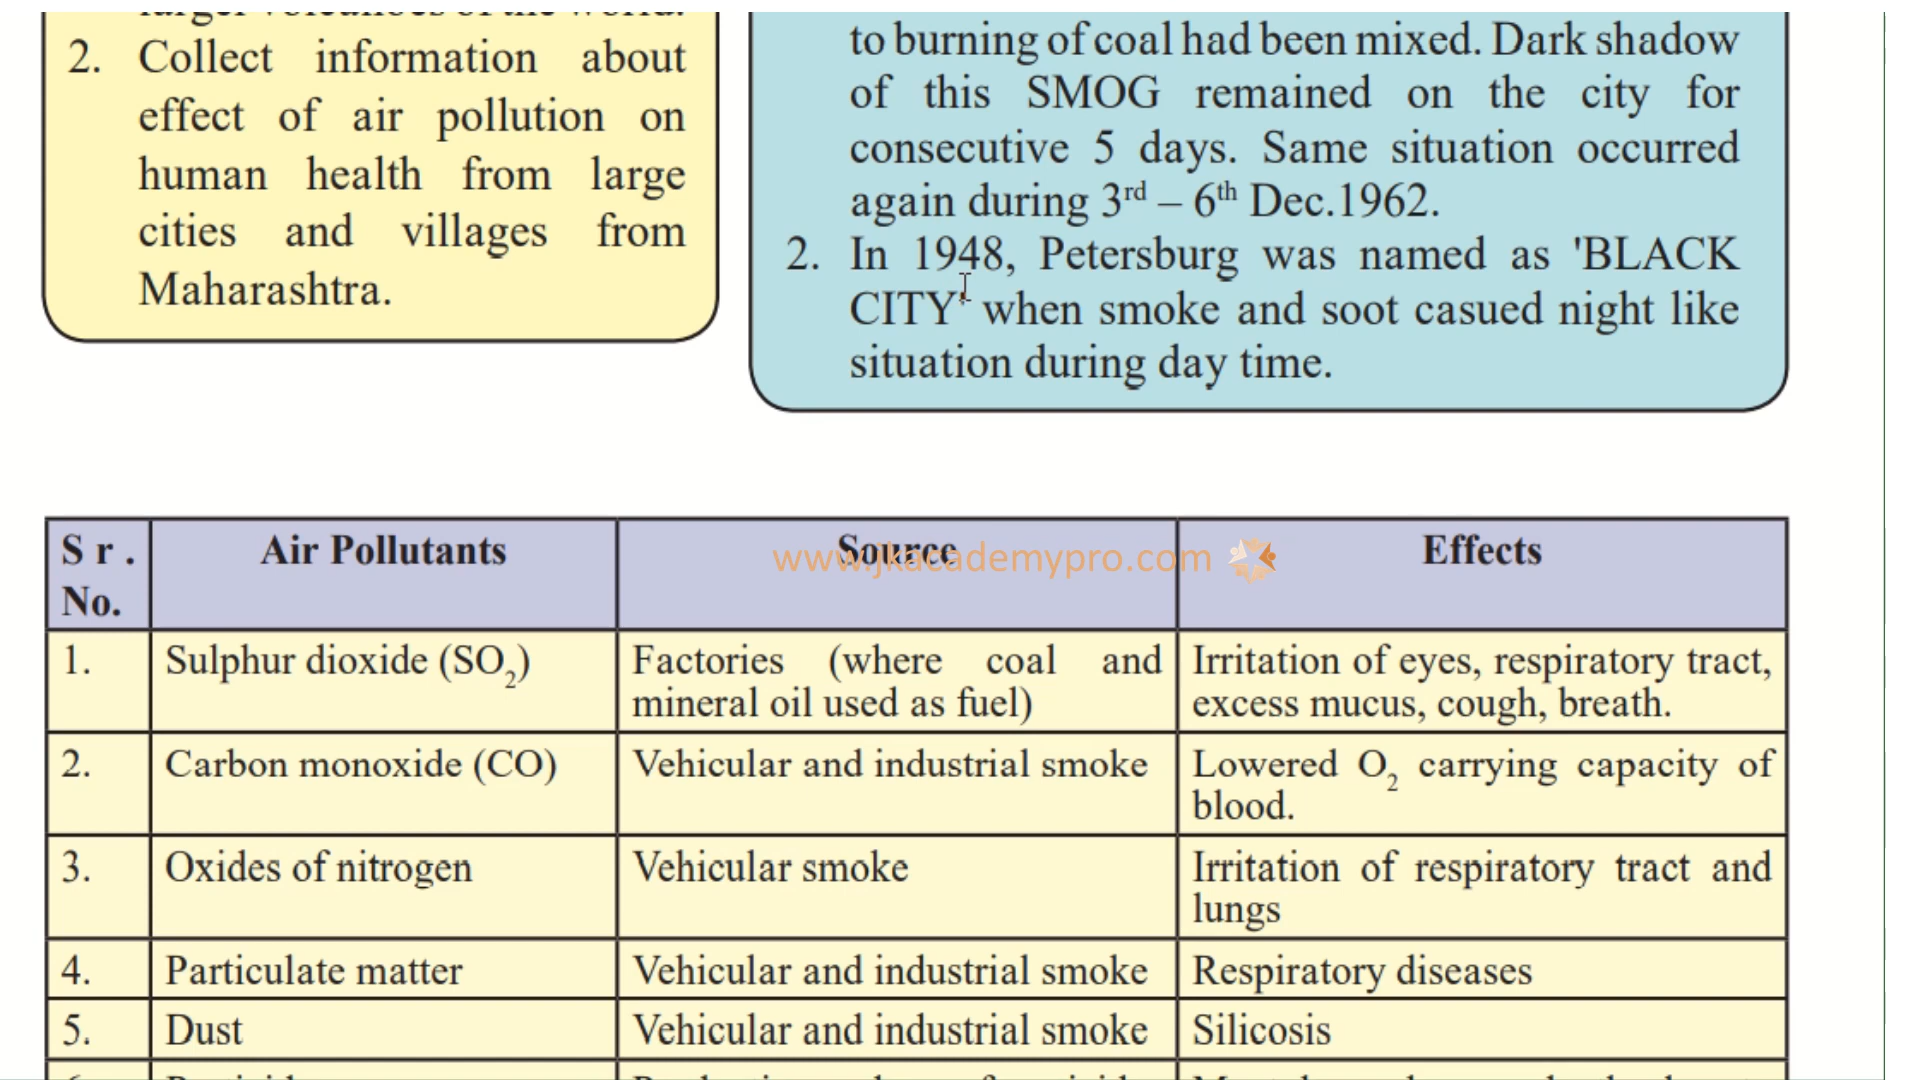 larger volcanoes of the world.
2. Collect information about
effect of air pollution on
human health from large
cities and villages from
Maharashtra.
to burning of coal had been mixed. Dark shadow
of this SMOG remained on the city for
consecutive 5 days. Same situation occurred
again during 3rd – 6th Dec.1962.
2. In 1948, Petersburg was named as 'BLACK
CITY' when smoke and soot casued night like
situation during day time.
Sr. No. Air Pollutants Source Effects
www.jkacademypro.com
1. Sulphur dioxide (SO2) Factories (where coal and
mineral oil used as fuel) Irritation of eyes, respiratory tract,
excess mucus, cough, breath.
2. Carbon monoxide (CO) Vehicular and industrial smoke Lowered O2 carrying capacity of
blood.
3. Oxides of nitrogen Vehicular smoke Irritation of respiratory tract and
lungs
4. Particulate matter Vehicular and industrial smoke Respiratory diseases
5. Dust Vehicular and industrial smoke Silicosis